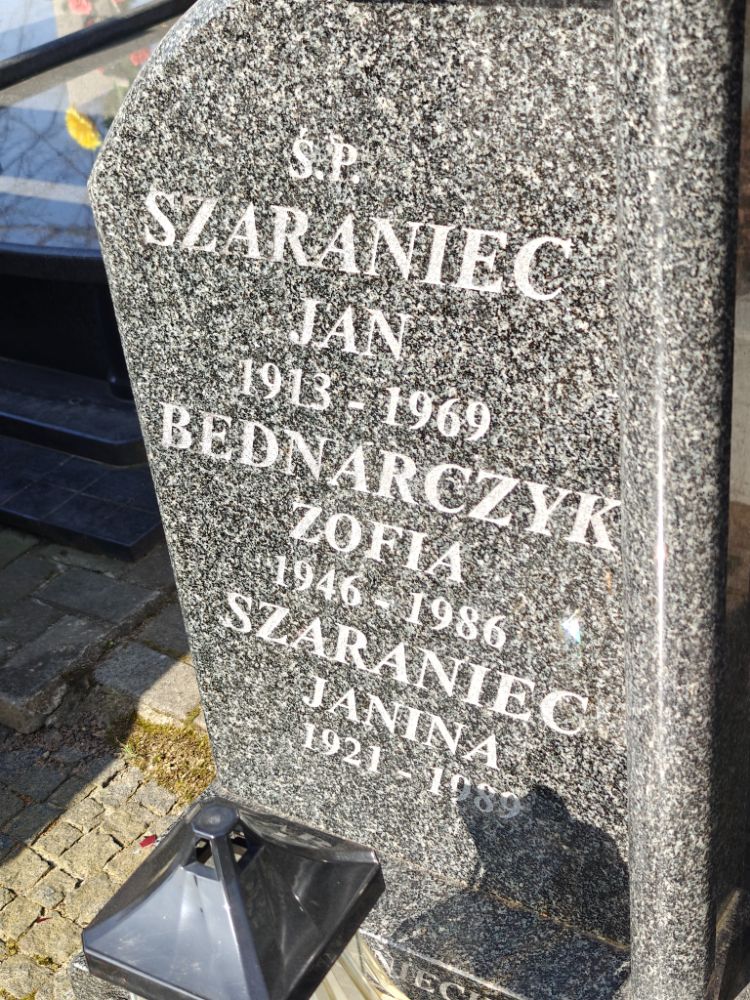 Ś.P.
SZARANIEC
JAN
1913 - 1969
BEDNARCZYK
ZOFIA
1946 - 1986
SZARANIEC
JANINA
1921 - 1989